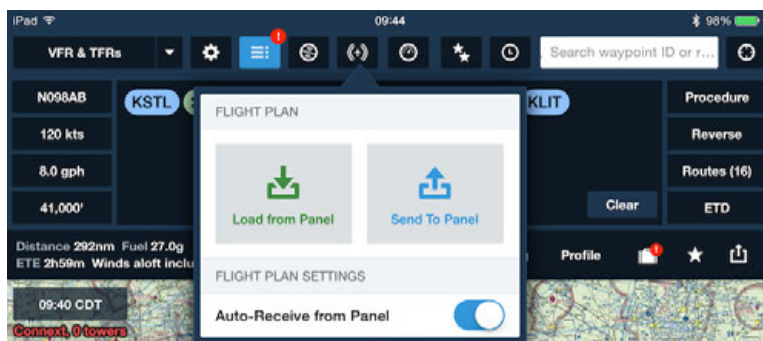 iPad 09:44 98%
VFR & TFRs Search waypoint ID or r...
N098AB KSTL KLIT Procedure
FLIGHT PLAN
120 kts Reverse
8.0 gph Routes (16)
Load from Panel Send To Panel
41,000' Clear ETD
Distance 292nm Fuel 27.0g Profile
ETE 2h59m Winds aloft inclu
FLIGHT PLAN SETTINGS
09:40 CDT Auto-Receive from Panel
Connext, 0 towers